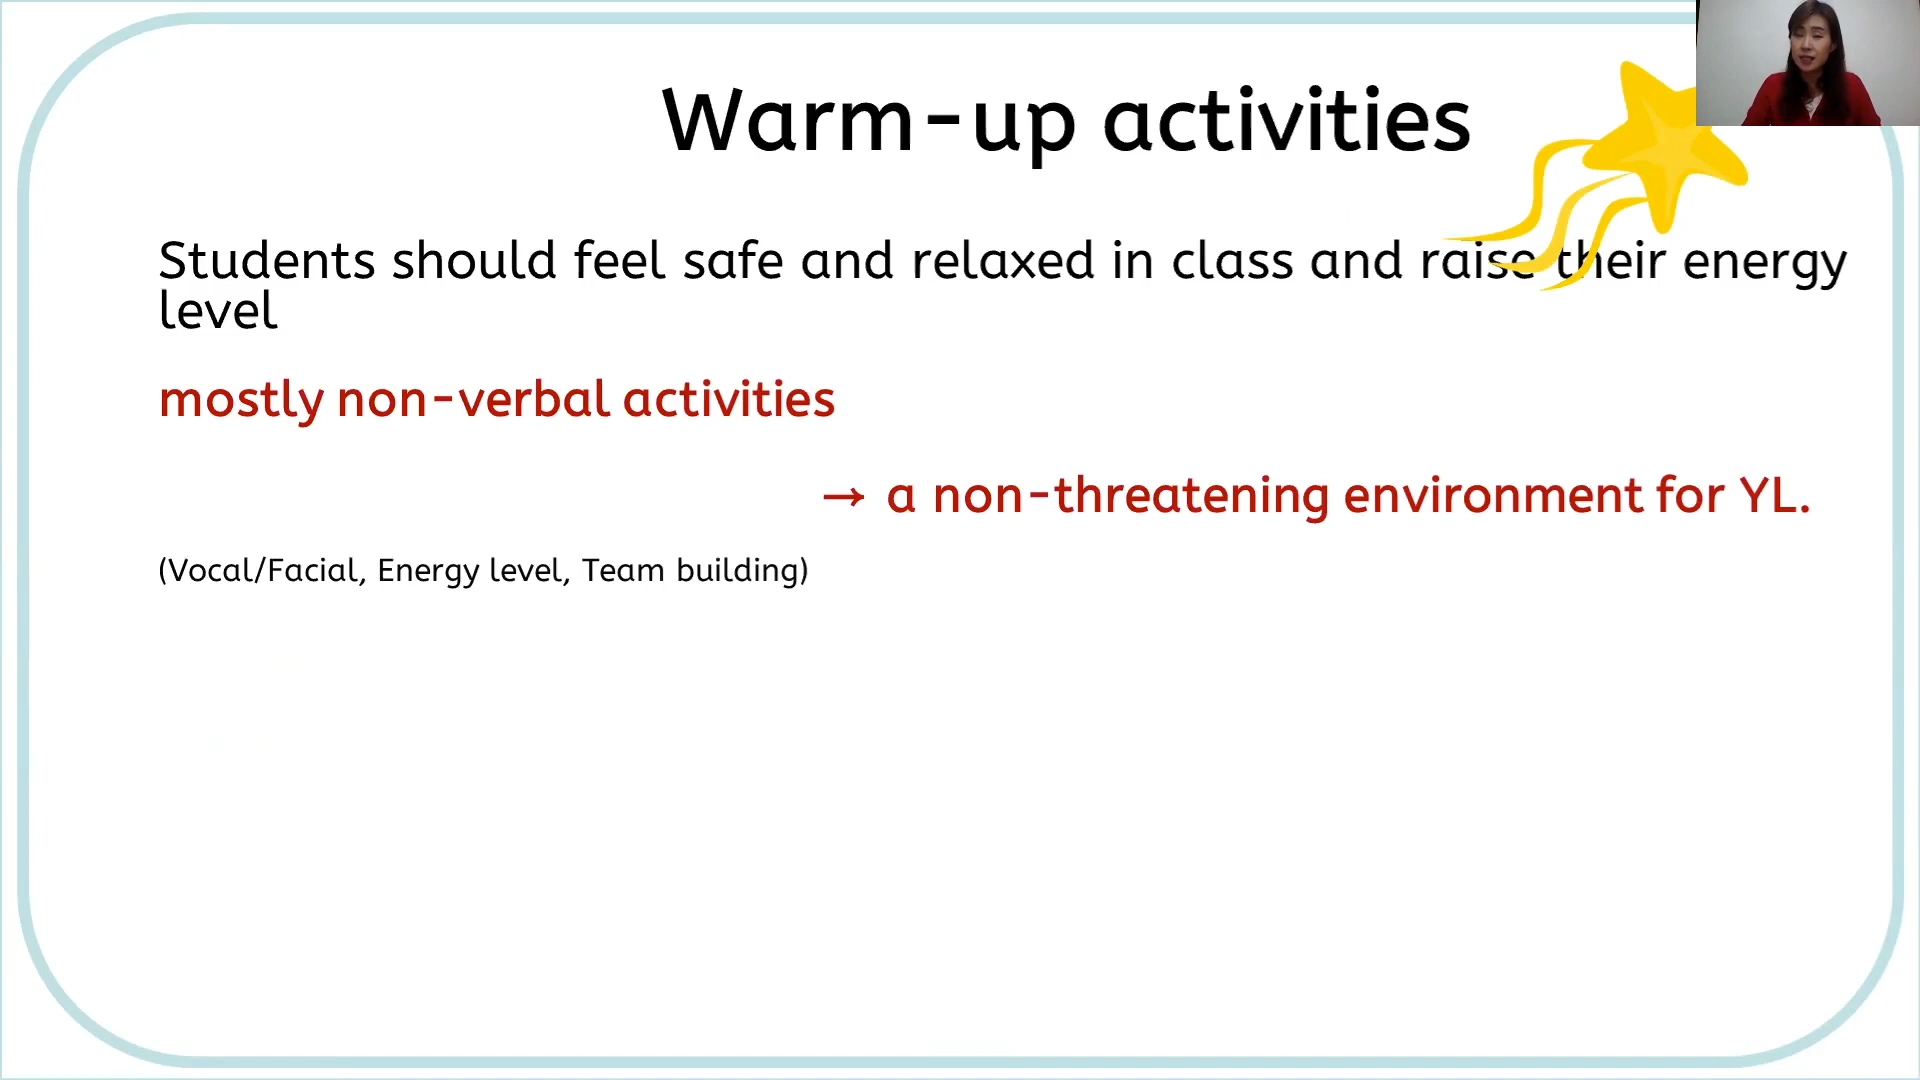 Warm-up activities
Students should feel safe and relaxed in class and raise their energy
level
mostly non-verbal activities
→ a non-threatening environment for YL.
(Vocal/Facial, Energy level, Team building)